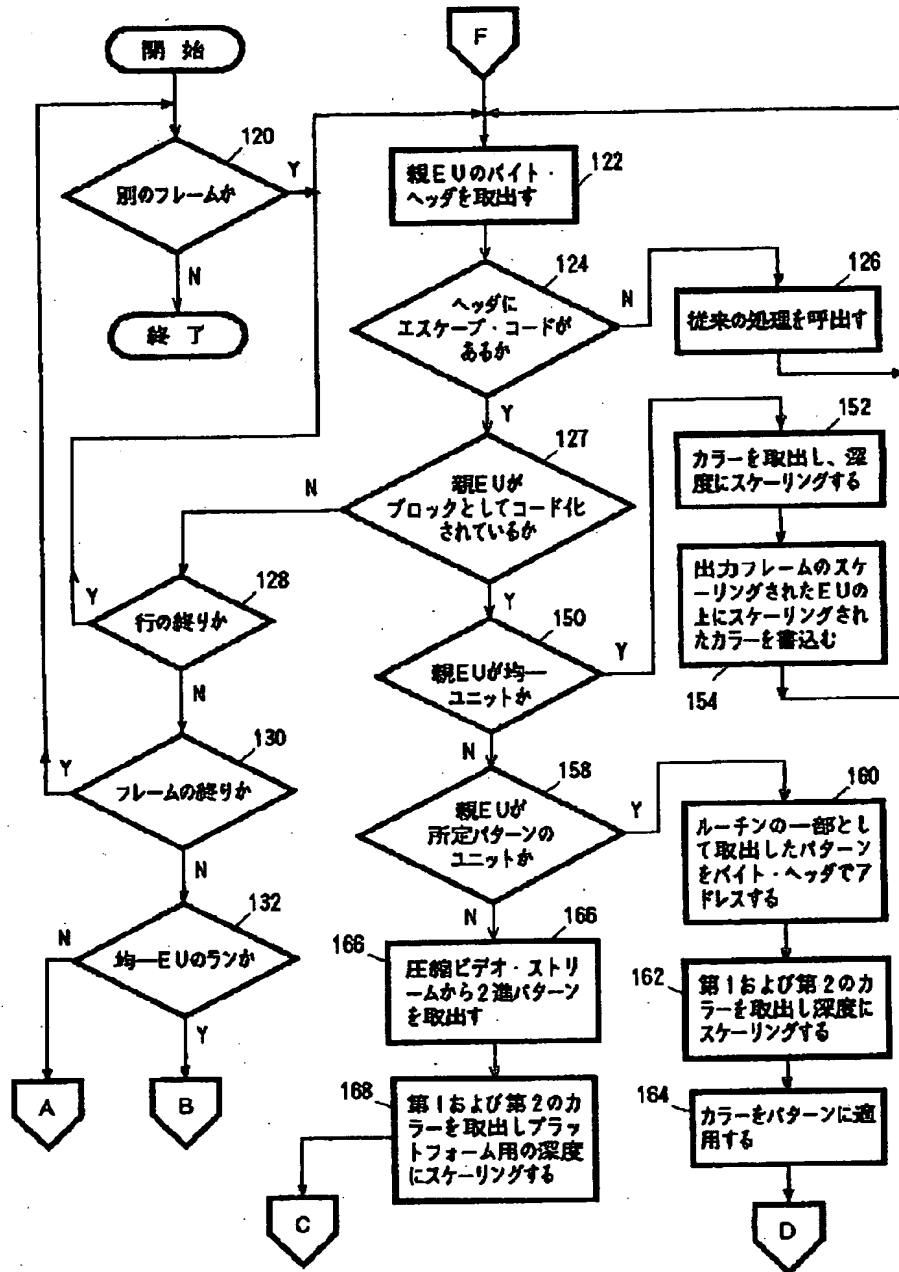 開始
F
120
別のフレームか
Y
N
終了
親EUのバイト・
ヘッダを取出す
122
124
ヘッダに
エスケープ・コードが
あるか
N
126
従来の処理を呼出す
Y
127
親EUが
ブロックとしてコード化
されているか
N
152
カラーを取出し、深
度にスケーリングする
128
行の終りか
Y
N
Y
150
親EUが均一
ユニットか
Y
出力フレームのスケ
ーリングされたEUの
上にスケーリングされ
たカラーを書込む
154
130
フレームの終りか
Y
N
N
158
親EUが
所定パターンの
ユニットか
Y
160
ルーチンの一部とし
て取出したパターン
をバイト・ヘッダでア
ドレスする
132
均一EUのランか
N
Y
A
B
N
166
166
圧縮ビデオ・スト
リームから2進パターン
を取出す
162
第1および第2のカ
ラーを取出し深度に
スケーリングする
168
第1および第2のカ
ラーを取出しプラッ
トフォーム用の深度
にスケーリングする
164
カラーをパターンに適
用する
C
D